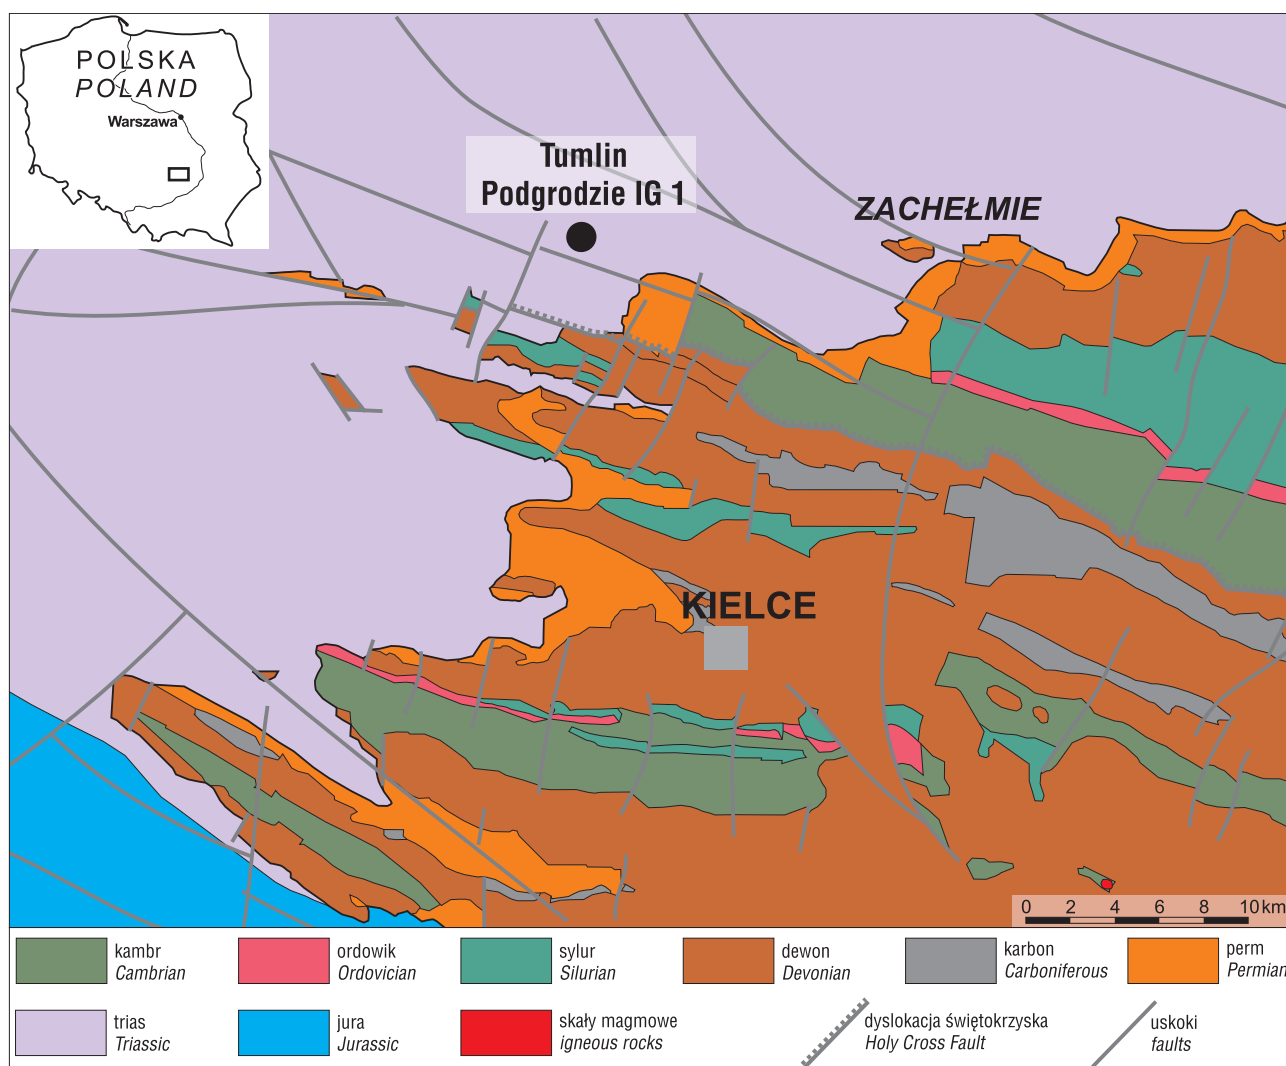 POLSKA
POLAND
Warszawa
Tumlin
Podgrodzie IG 1
ZACHEŁMIE
KIELCE
0 2 4 6 8 10 km
kambr
Cambrian
ordowik
Ordovician
sylur
Silurian
dewon
Devonian
karbon
Carboniferous
perm
Permian
trias
Triassic
jura
Jurassic
skały magmowe
igneous rocks
dyslokacja świętokrzyska
Holy Cross Fault
uskoki
faults